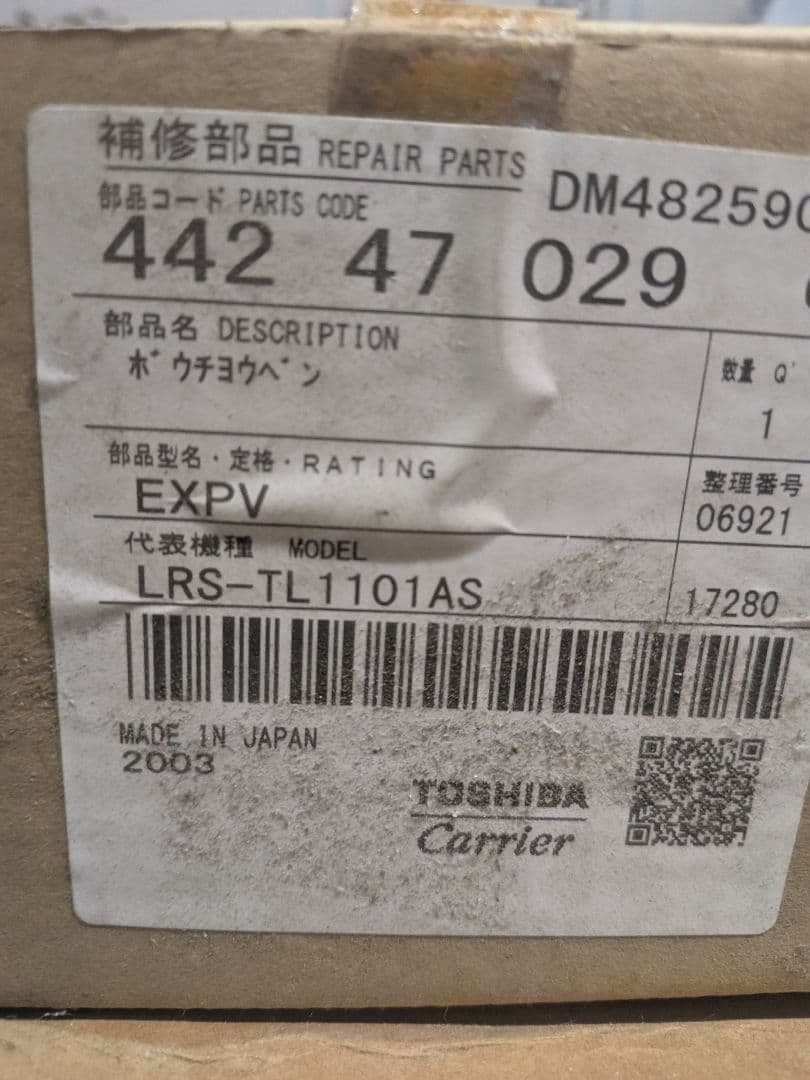 補修部品 REPAIR PARTS
DM482590
部品コード PARTS CODE
442 47 029
部品名 DESCRIPTION
ボウチヨウベン
数量 Q'
1
部品型名・定格・RATING
EXPV
整理番号
06921
代表機種 MODEL
LRS-TL1101AS
17280
MADE IN JAPAN
2003
TOSHIBA
Carrier